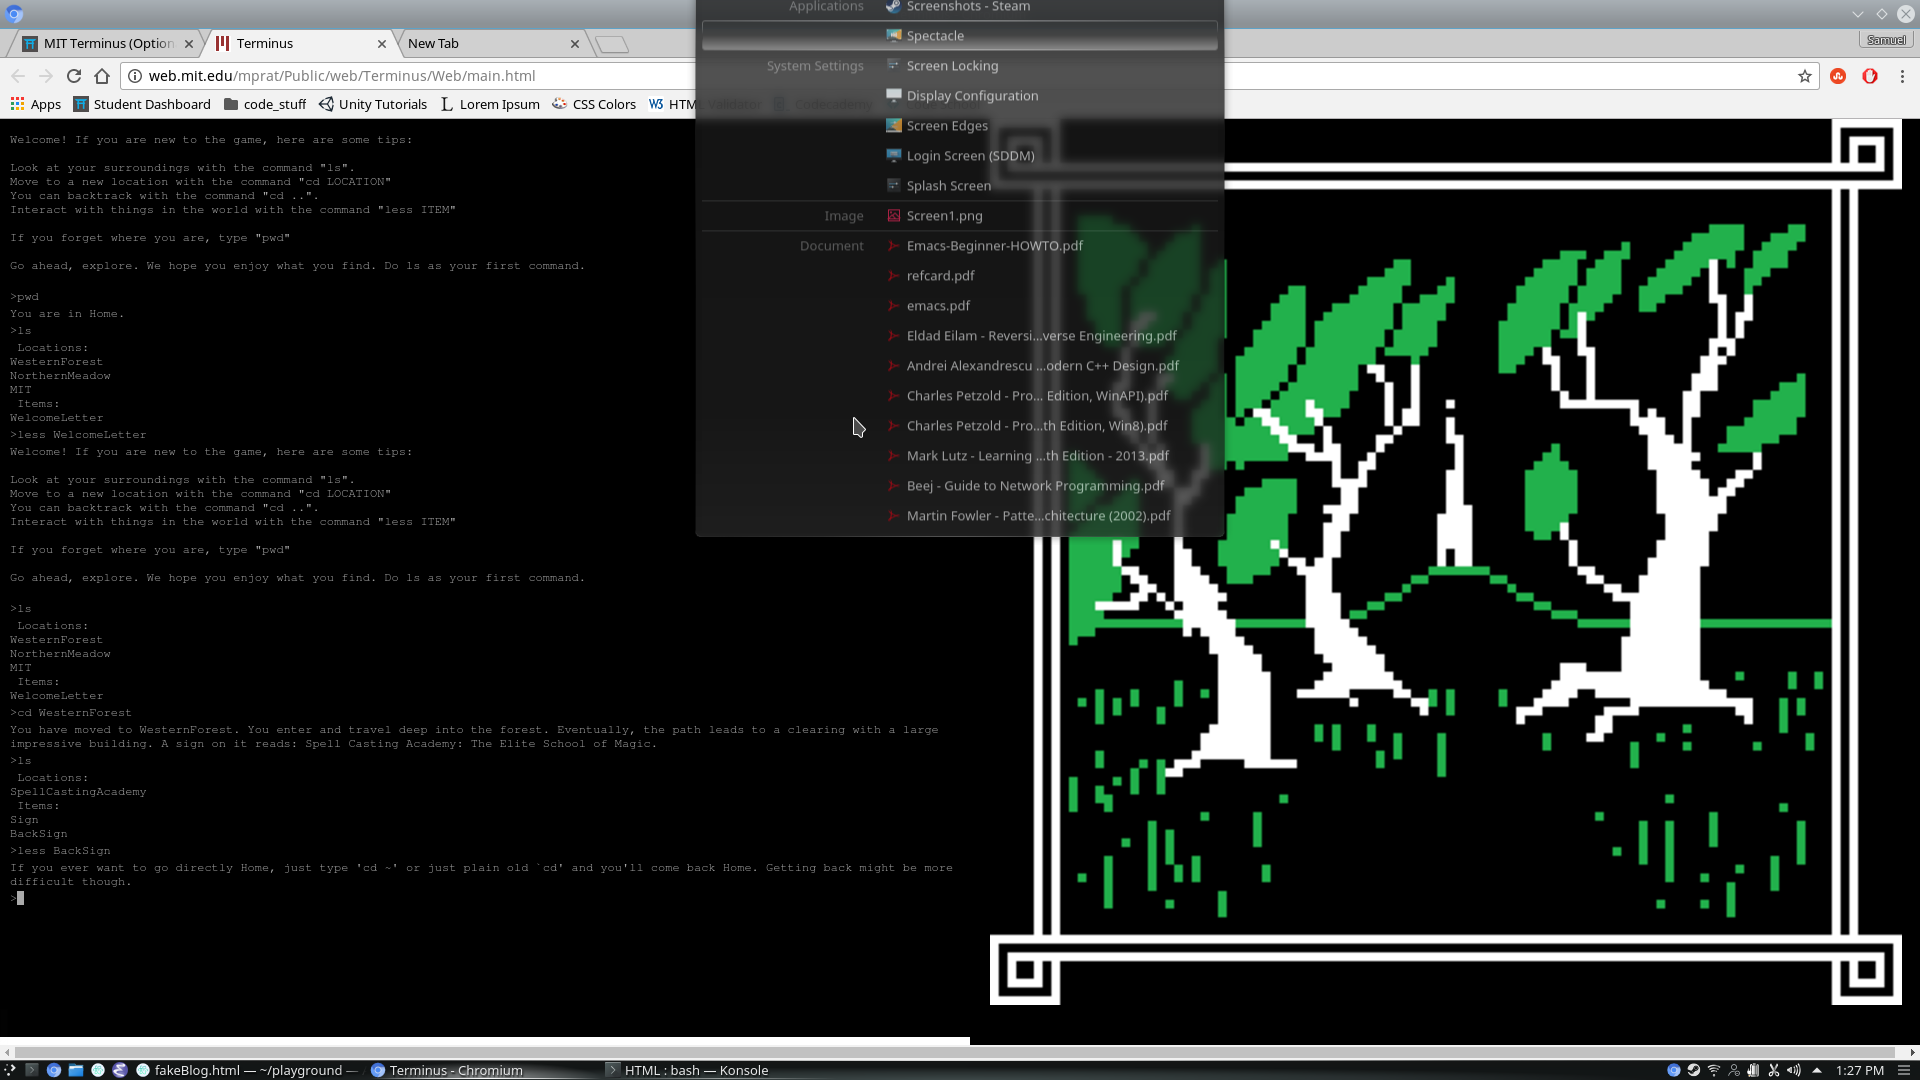 Applications Screenshots - Steam
Spectacle
System Settings Screen Locking
Display Configuration
Screen Edges
Login Screen (SDDM)
Splash Screen
Image Screen1.png
Document Emacs-Beginner-HOWTO.pdf
refcard.pdf
emacs.pdf
Eldad Eilam - Reversi...verse Engineering.pdf
Andrei Alexandrescu ...odern C++ Design.pdf
Charles Petzold - Pro... Edition, WinAPI).pdf
Charles Petzold - Pro...th Edition, Win8).pdf
Mark Lutz - Learning ...th Edition - 2013.pdf
Beej - Guide to Network Programming.pdf
Martin Fowler - Patte...chitecture (2002).pdf
MIT Terminus (Option
Terminus
New Tab
Samuel
web.mit.edu/mprat/Public/web/Terminus/Web/main.html
Apps Student Dashboard code_stuff Unity Tutorials Lorem Ipsum CSS Colors W3 HTML Validator Codecademy
Welcome! If you are new to the game, here are some tips:
Look at your surroundings with the command "ls".
Move to a new location with the command "cd LOCATION"
You can backtrack with the command "cd ..".
Interact with things in the world with the command "less ITEM"
If you forget where you are, type "pwd"
Go ahead, explore. We hope you enjoy what you find. Do ls as your first command.
>pwd
You are in Home.
>ls
Locations:
WesternForest
NorthernMeadow
MIT
Items:
WelcomeLetter
>less WelcomeLetter
Welcome! If you are new to the game, here are some tips:
Look at your surroundings with the command "ls".
Move to a new location with the command "cd LOCATION"
You can backtrack with the command "cd ..".
Interact with things in the world with the command "less ITEM"
If you forget where you are, type "pwd"
Go ahead, explore. We hope you enjoy what you find. Do ls as your first command.
>ls
Locations:
WesternForest
NorthernMeadow
MIT
Items:
WelcomeLetter
>cd WesternForest
You have moved to WesternForest. You enter and travel deep into the forest. Eventually, the path leads to a clearing with a large
impressive building. A sign on it reads: Spell Casting Academy: The Elite School of Magic.
>ls
Locations:
SpellCastingAcademy
Items:
Sign
BackSign
>less BackSign
If you ever want to go directly Home, just type 'cd ~' or just plain old `cd' and you'll come back Home. Getting back might be more
difficult though.
>
fakeBlog.html — ~/playground —
Terminus - Chromium
HTML : bash — Konsole
1:27 PM